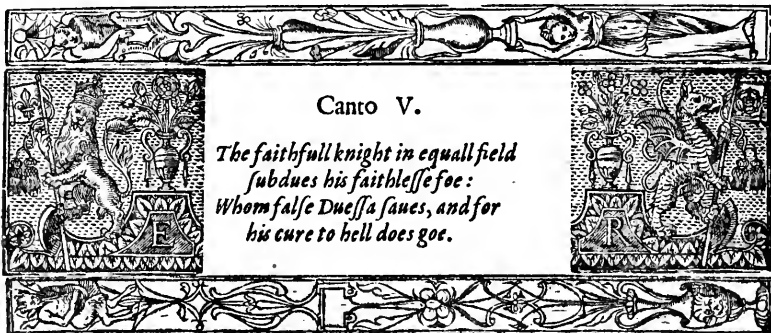 Canto V.
The faithfull knight in equall field
ſubdues his faithleſſe foe:
Whom falſe Dueſſa ſaues, and for
his cure to hell does goe.
E
R